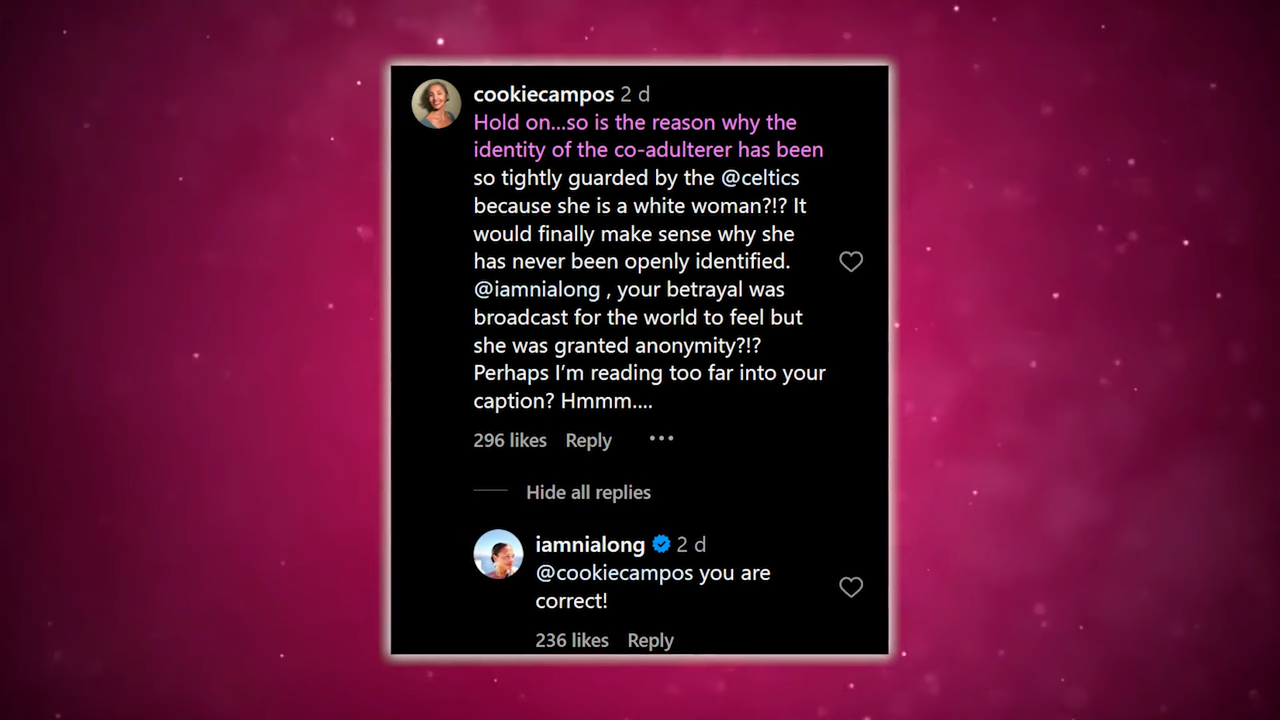 cookiecampos 2 d
Hold on...so is the reason why the
identity of the co-adulterer has been
so tightly guarded by the @celtics
because she is a white woman?!? It
would finally make sense why she
has never been openly identified.
@iamnialong , your betrayal was
broadcast for the world to feel but
she was granted anonymity?!?
Perhaps I’m reading too far into your
caption? Hmmm....
296 likes Reply
Hide all replies
iamnialong 2 d
@cookiecampos you are
correct!
236 likes Reply